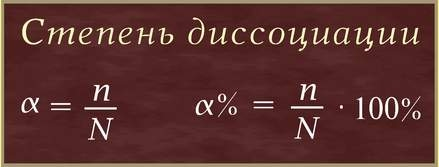 Степень диссоциации
α = n/N    α% = n/N · 100%